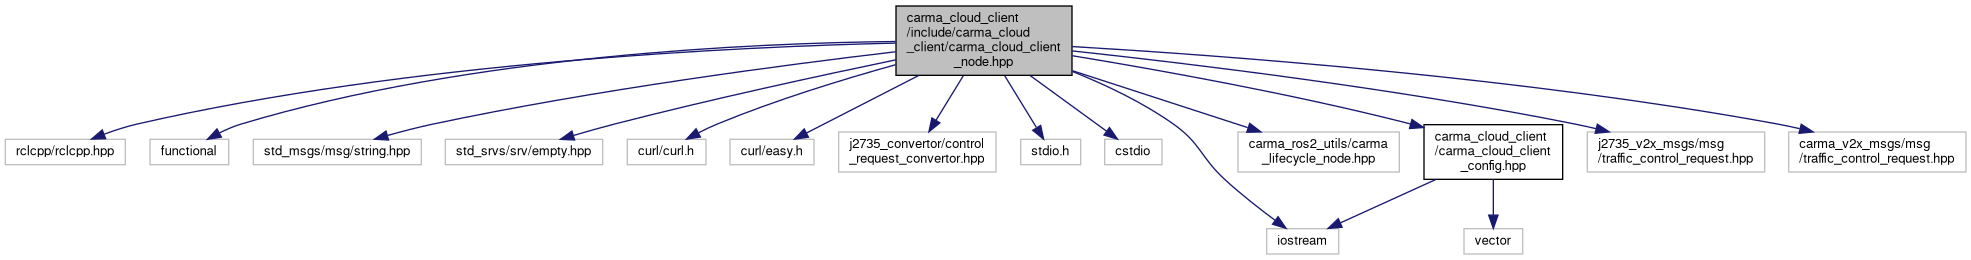 carma_cloud_client
/include/carma_cloud
_client/carma_cloud_client
_node.hpp
rclcpp/rclcpp.hpp
functional
std_msgs/msg/string.hpp
std_srvs/srv/empty.hpp
curl/curl.h
curl/easy.h
j2735_convertor/control
_request_convertor.hpp
stdio.h
cstdio
carma_ros2_utils/carma
_lifecycle_node.hpp
carma_cloud_client
/carma_cloud_client
_config.hpp
j2735_v2x_msgs/msg
/traffic_control_request.hpp
carma_v2x_msgs/msg
/traffic_control_request.hpp
iostream
vector